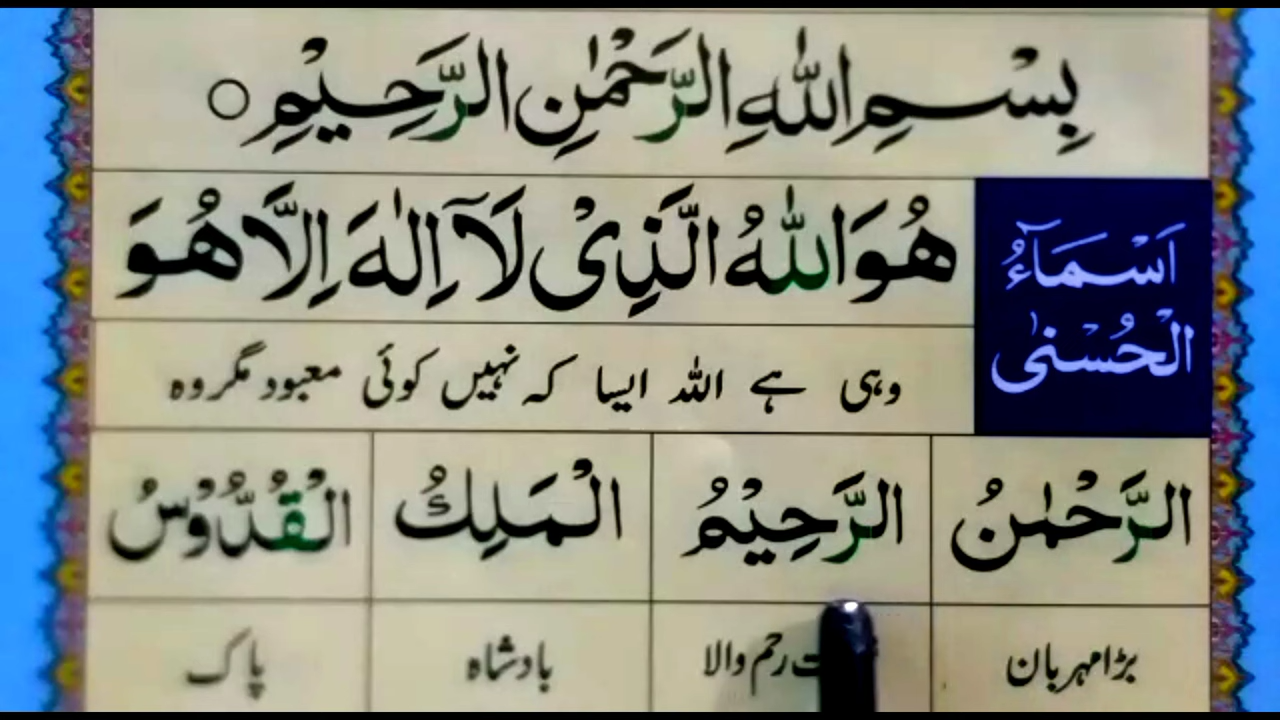 بِسْمِ اللّٰهِ الرَّحْمٰنِ الرَّحِيْمِ ○
اَسْمَآءُ
الْحُسْنٰى
هُوَ اللّٰهُ الَّذِىْ لَآ اِلٰهَ اِلَّا هُوَ
وہی ہے اللہ ایسا کہ نہیں کوئی معبود مگر وہ
الرَّحْمٰنُ الرَّحِيْمُ الْمَلِكُ الْقُدُّوْسُ
بڑا مہربان رحم والا بادشاہ پاک